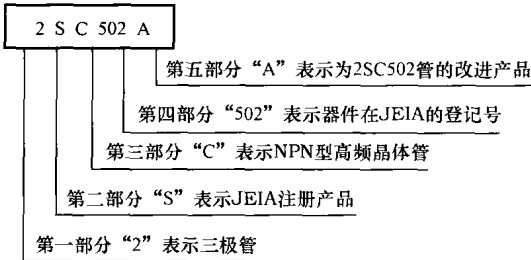 2 S C 502 A
第五部分“A”表示为2SC502管的改进产品
第四部分“502”表示器件在JEIA的登记号
第三部分“C”表示NPN型高频晶体管
第二部分“S”表示JEIA注册产品
第一部分“2”表示三极管